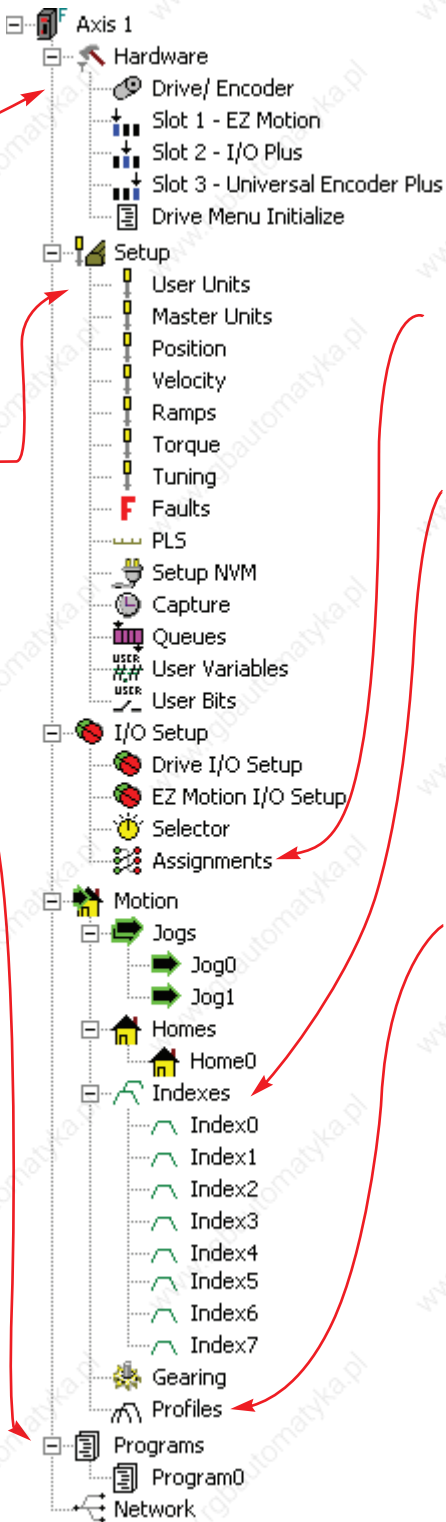 Axis 1
Hardware
Drive/ Encoder
Slot 1 - EZ Motion
Slot 2 - I/O Plus
Slot 3 - Universal Encoder Plus
Drive Menu Initialize
Setup
User Units
Master Units
Position
Velocity
Ramps
Torque
Tuning
Faults
PLS
Setup NVM
Capture
Queues
User Variables
User Bits
I/O Setup
Drive I/O Setup
EZ Motion I/O Setup
Selector
Assignments
Motion
Jogs
Jog0
Jog1
Homes
Home0
Indexes
Index0
Index1
Index2
Index3
Index4
Index5
Index6
Index7
Gearing
Profiles
Programs
Program0
Network
www.rgbautomatyka.pl